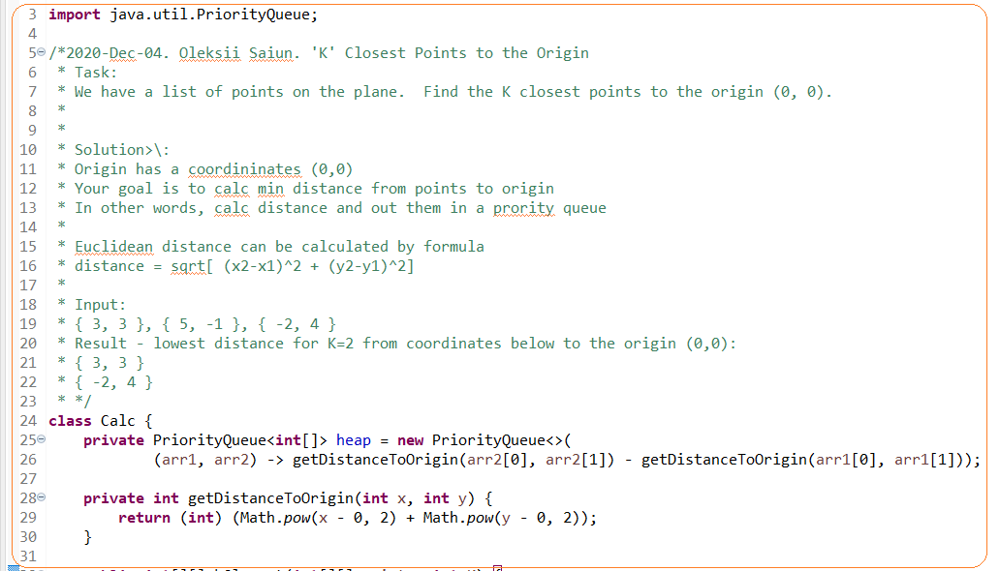 3 import java.util.PriorityQueue;
4
5 /*2020-Dec-04. Oleksii Saiun. 'K' Closest Points to the Origin
6  * Task:
7  * We have a list of points on the plane.  Find the K closest points to the origin (0, 0).
8  *
9  *
10  * Solution>\:
11  * Origin has a coordininates (0,0)
12  * Your goal is to calc min distance from points to origin
13  * In other words, calc distance and out them in a prority queue
14  *
15  * Euclidean distance can be calculated by formula
16  * distance = sqrt[ (x2-x1)^2 + (y2-y1)^2]
17  *
18  * Input:
19  * { 3, 3 }, { 5, -1 }, { -2, 4 }
20  * Result - lowest distance for K=2 from coordinates below to the origin (0,0):
21  * { 3, 3 }
22  * { -2, 4 }
23  * */
24 class Calc {
25     private PriorityQueue<int[]> heap = new PriorityQueue<>(
26             (arr1, arr2) -> getDistanceToOrigin(arr2[0], arr2[1]) - getDistanceToOrigin(arr1[0], arr1[1]));
27
28     private int getDistanceToOrigin(int x, int y) {
29         return (int) (Math.pow(x - 0, 2) + Math.pow(y - 0, 2));
30     }
31